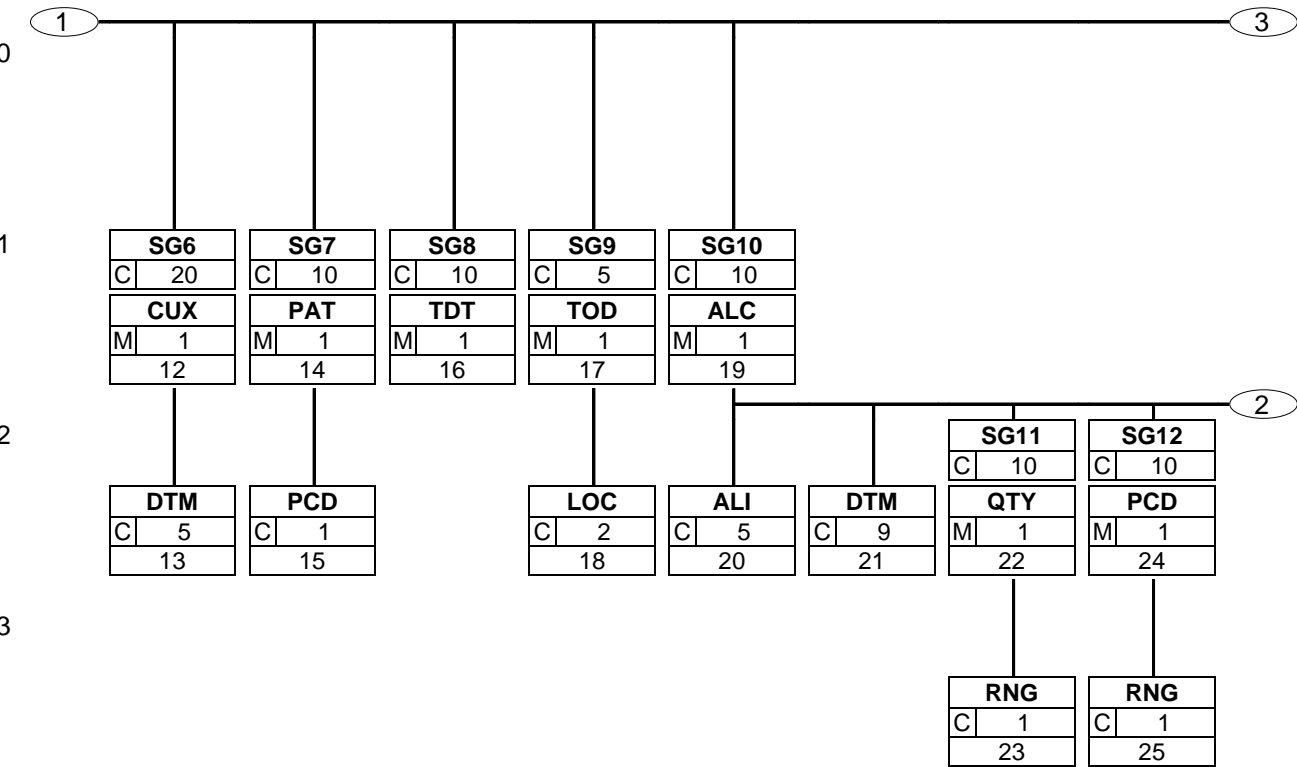 1 3
0
1
SG6 SG7 SG8 SG9 SG10
C 20 C 10 C 10 C 5 C 10
CUX PAT TDT TOD ALC
M 1 M 1 M 1 M 1 M 1
12 14 16 17 19
2
2
SG11 SG12
C 10 C 10
DTM PCD LOC ALI DTM QTY PCD
C 5 C 1 C 2 C 5 C 9 M 1 M 1
13 15 18 20 21 22 24
3
RNG RNG
C 1 C 1
23 25